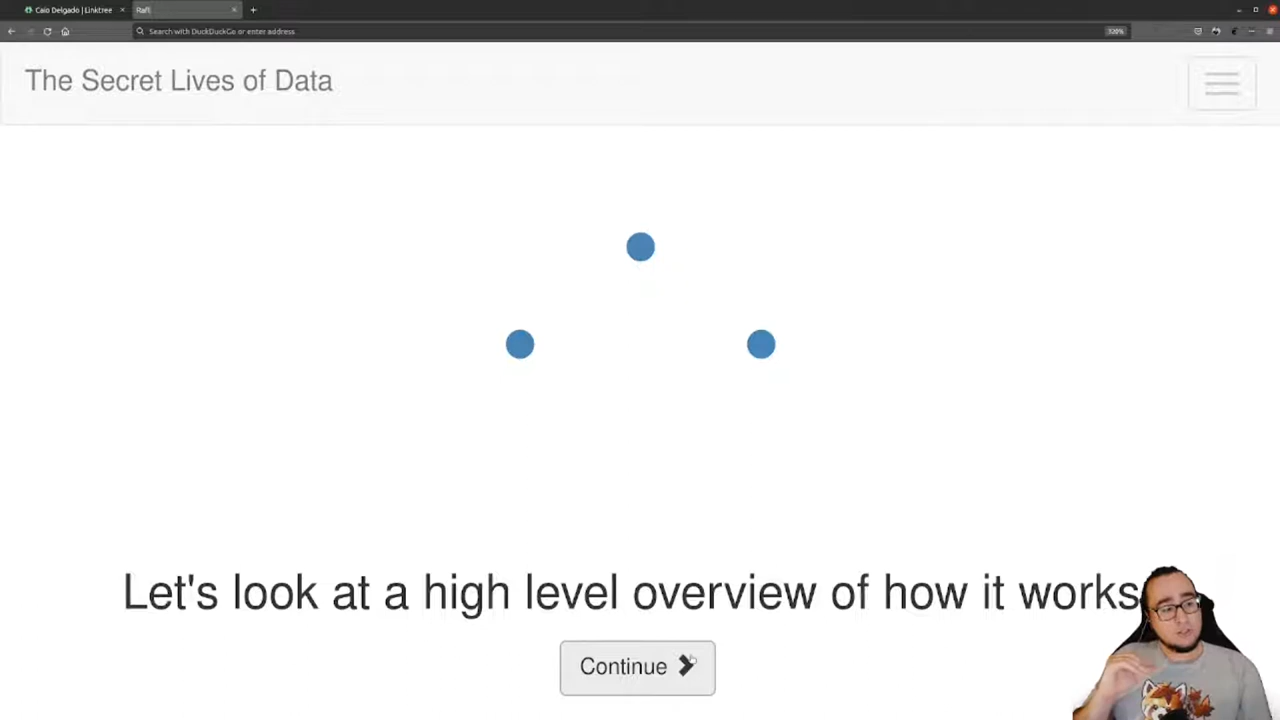 Caio Delgado | Linktree
Raft
Search with DuckDuckGo or enter address
320%
The Secret Lives of Data
Let's look at a high level overview of how it works
Continue